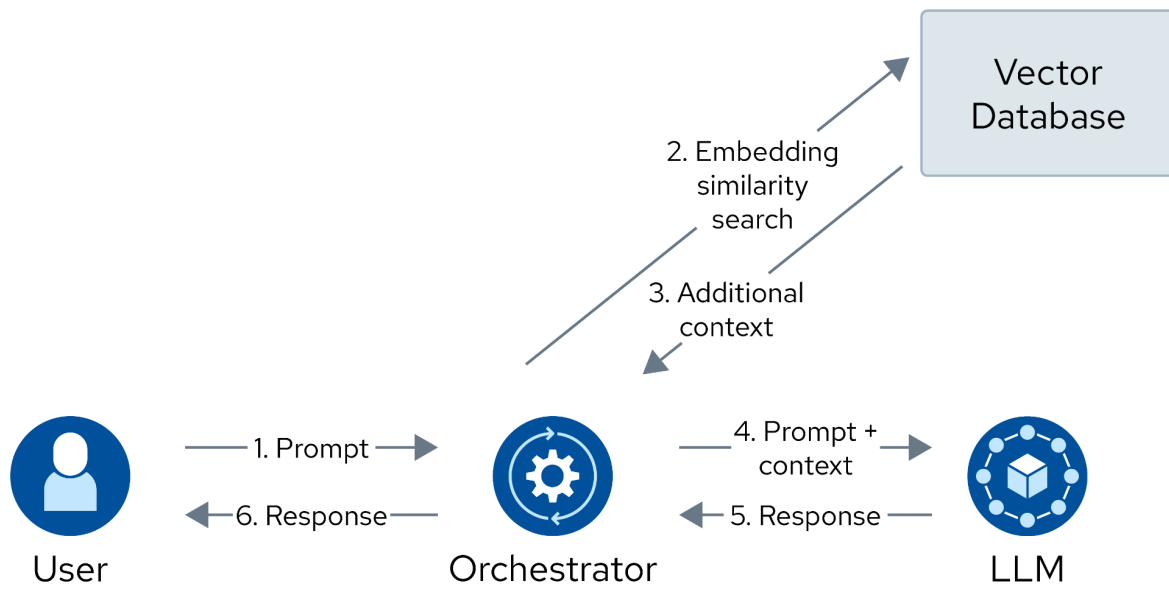 Vector
Database
2. Embedding
similarity
search
3. Additional
context
1. Prompt
4. Prompt +
context
6. Response
5. Response
User
Orchestrator
LLM